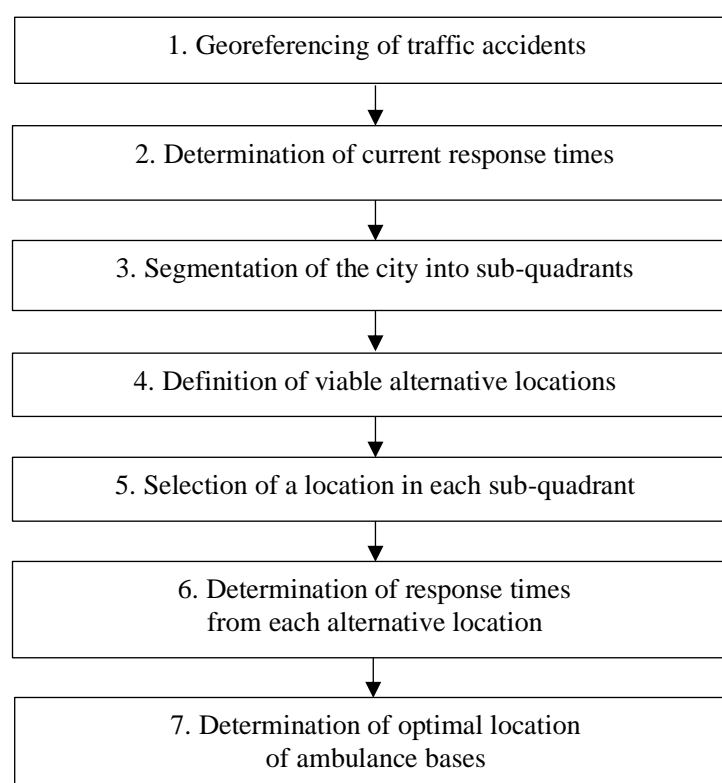 1. Georeferencing of traffic accidents
2. Determination of current response times
3. Segmentation of the city into sub-quadrants
4. Definition of viable alternative locations
5. Selection of a location in each sub-quadrant
6. Determination of response times
from each alternative location
7. Determination of optimal location
of ambulance bases